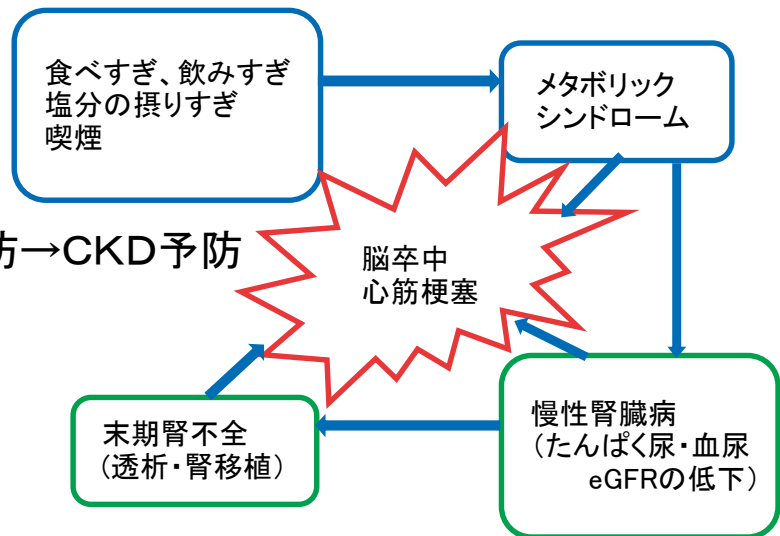 食べすぎ、飲みすぎ
塩分の摂りすぎ
喫煙
メタボリック
シンドローム
防→CKD予防
脳卒中
心筋梗塞
末期腎不全
(透析・腎移植)
慢性腎臓病
(たんぱく尿・血尿
eGFRの低下)